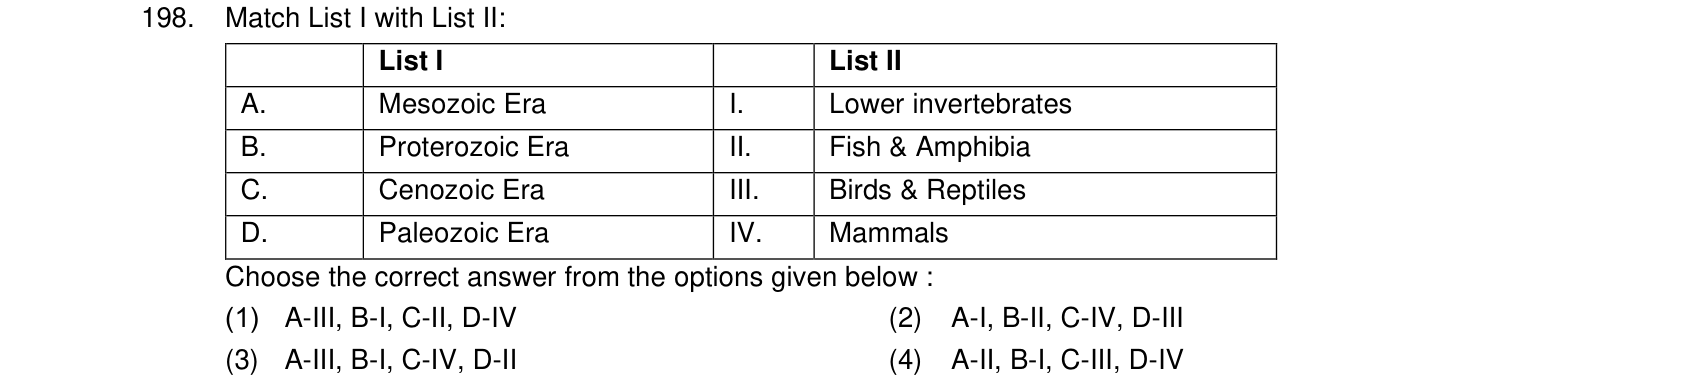 198. Match List I with List II:
List I List II
A. Mesozoic Era I. Lower invertebrates
B. Proterozoic Era II. Fish & Amphibia
C. Cenozoic Era III. Birds & Reptiles
D. Paleozoic Era IV. Mammals
Choose the correct answer from the options given below :
(1) A-III, B-I, C-II, D-IV (2) A-I, B-II, C-IV, D-III
(3) A-III, B-I, C-IV, D-II (4) A-II, B-I, C-III, D-IV